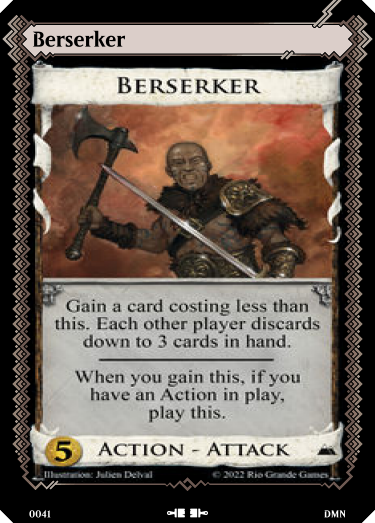 Berserker
BERSERKER
Gain a card costing less than
this. Each other player discards
down to 3 cards in hand.
When you gain this, if you
have an Action in play,
play this.
5 ACTION - ATTACK
Illustration: Julien Delval © 2022 Rio Grande Games
0041 DMN